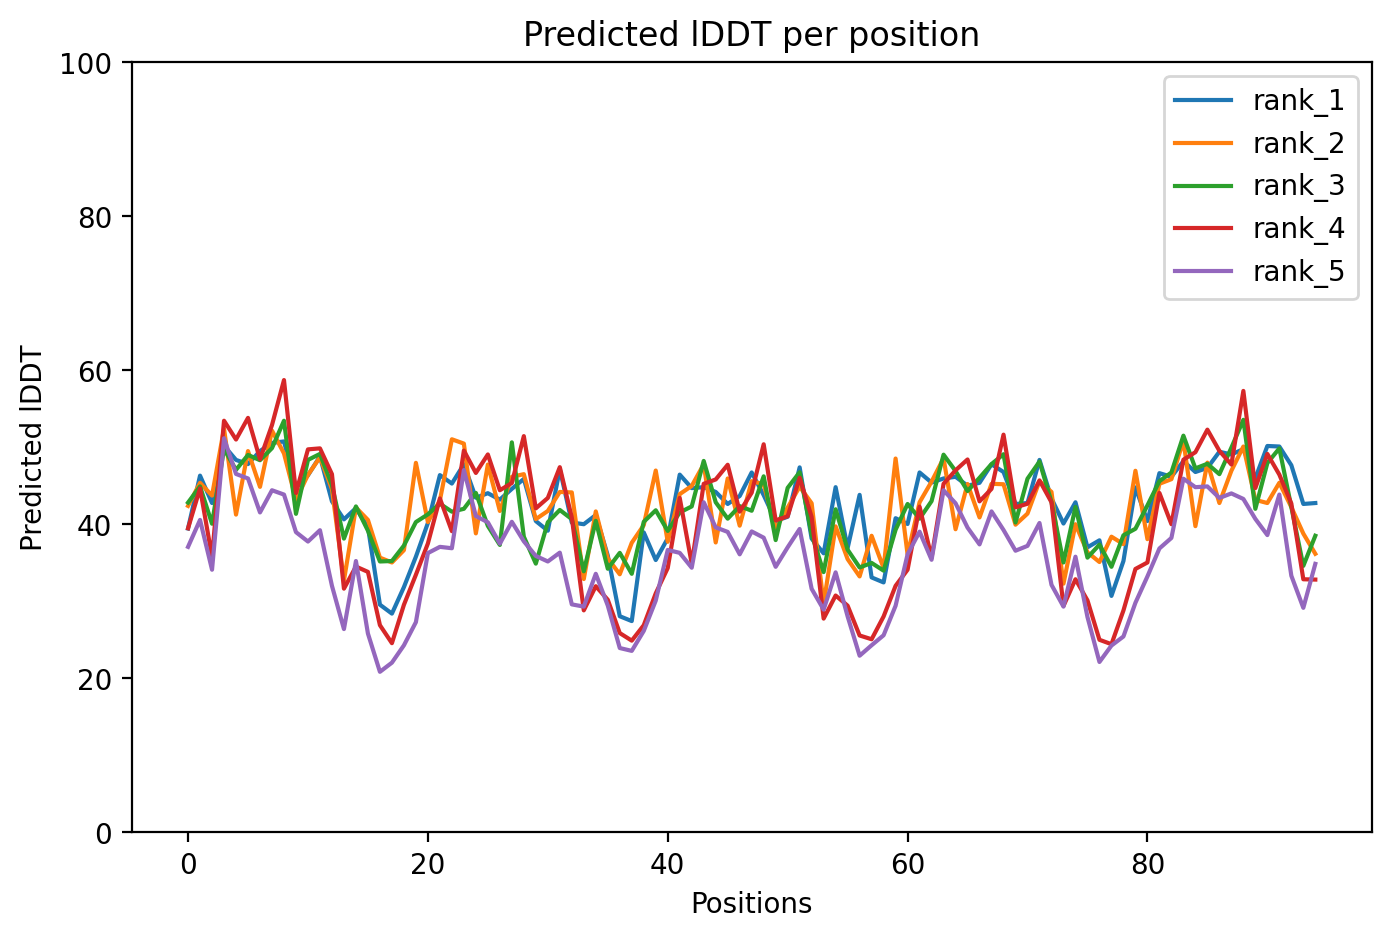 Predicted lDDT per position
100
80
60
40
20
0
Predicted lDDT
0 20 40 60 80
Positions
rank_1
rank_2
rank_3
rank_4
rank_5